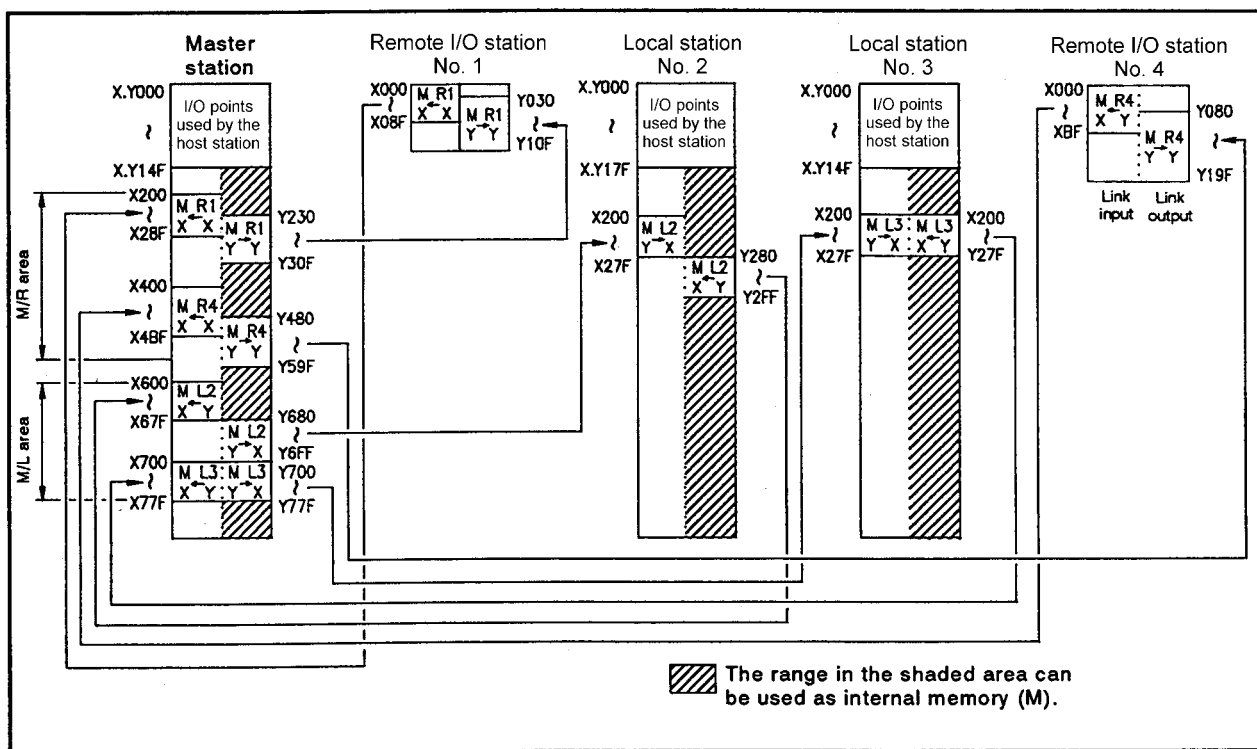 Master
station
I/O points
used by the
host station
X.Y000
~
X.Y14F
X200
~
X28F
X400
~
X4BF
X600
~
X67F
X700
~
X77F
M/R area
M/L area
M R1
X←X
M R1
Y→Y
M R4
X←X
M R4
Y→Y
M L2
X←Y
M L2
Y→X
M L3
X←Y
M L3
Y→X
Y230
~
Y30F
Y480
~
Y59F
Y680
~
Y6FF
Y700
~
Y77F
Remote I/O station
No. 1
X000
~
X08F
M R1
X←X
M R1
Y→Y
Y030
~
Y10F
Local station
No. 2
X.Y000
~
X.Y17F
I/O points
used by the
host station
X200
~
X27F
M L2
Y→X
M L2
X←Y
Y280
~
Y2FF
Local station
No. 3
X.Y000
~
X.Y14F
I/O points
used by the
host station
X200
~
X27F
M L3
Y→X
M L3
X←Y
X200
~
Y27F
Remote I/O station
No. 4
X000
~
XBF
M R4
X←Y
M R4
Y→Y
Y080
~
Y19F
Link
input
Link
output
The range in the shaded area can
be used as internal memory (M).